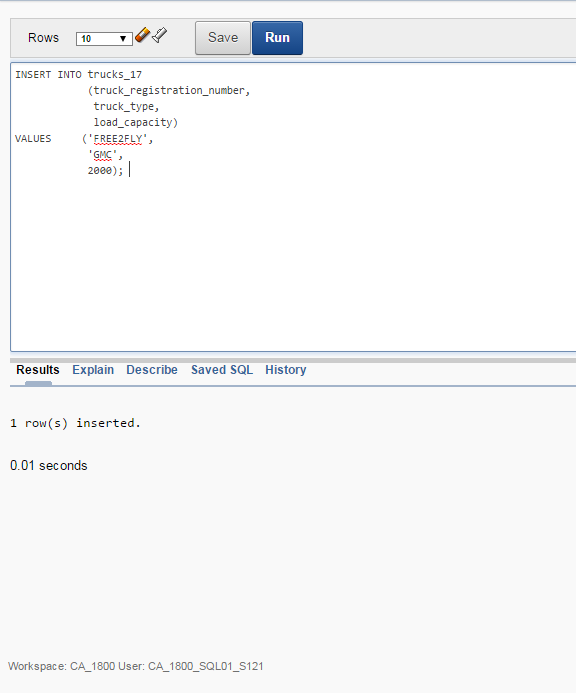 Rows 10 Save Run
INSERT INTO trucks_17
(truck_registration_number,
truck_type,
load_capacity)
VALUES ('FREE2FLY',
'GMC',
2000);
Results Explain Describe Saved SQL History
1 row(s) inserted.
0.01 seconds
Workspace: CA_1800 User: CA_1800_SQL01_S121